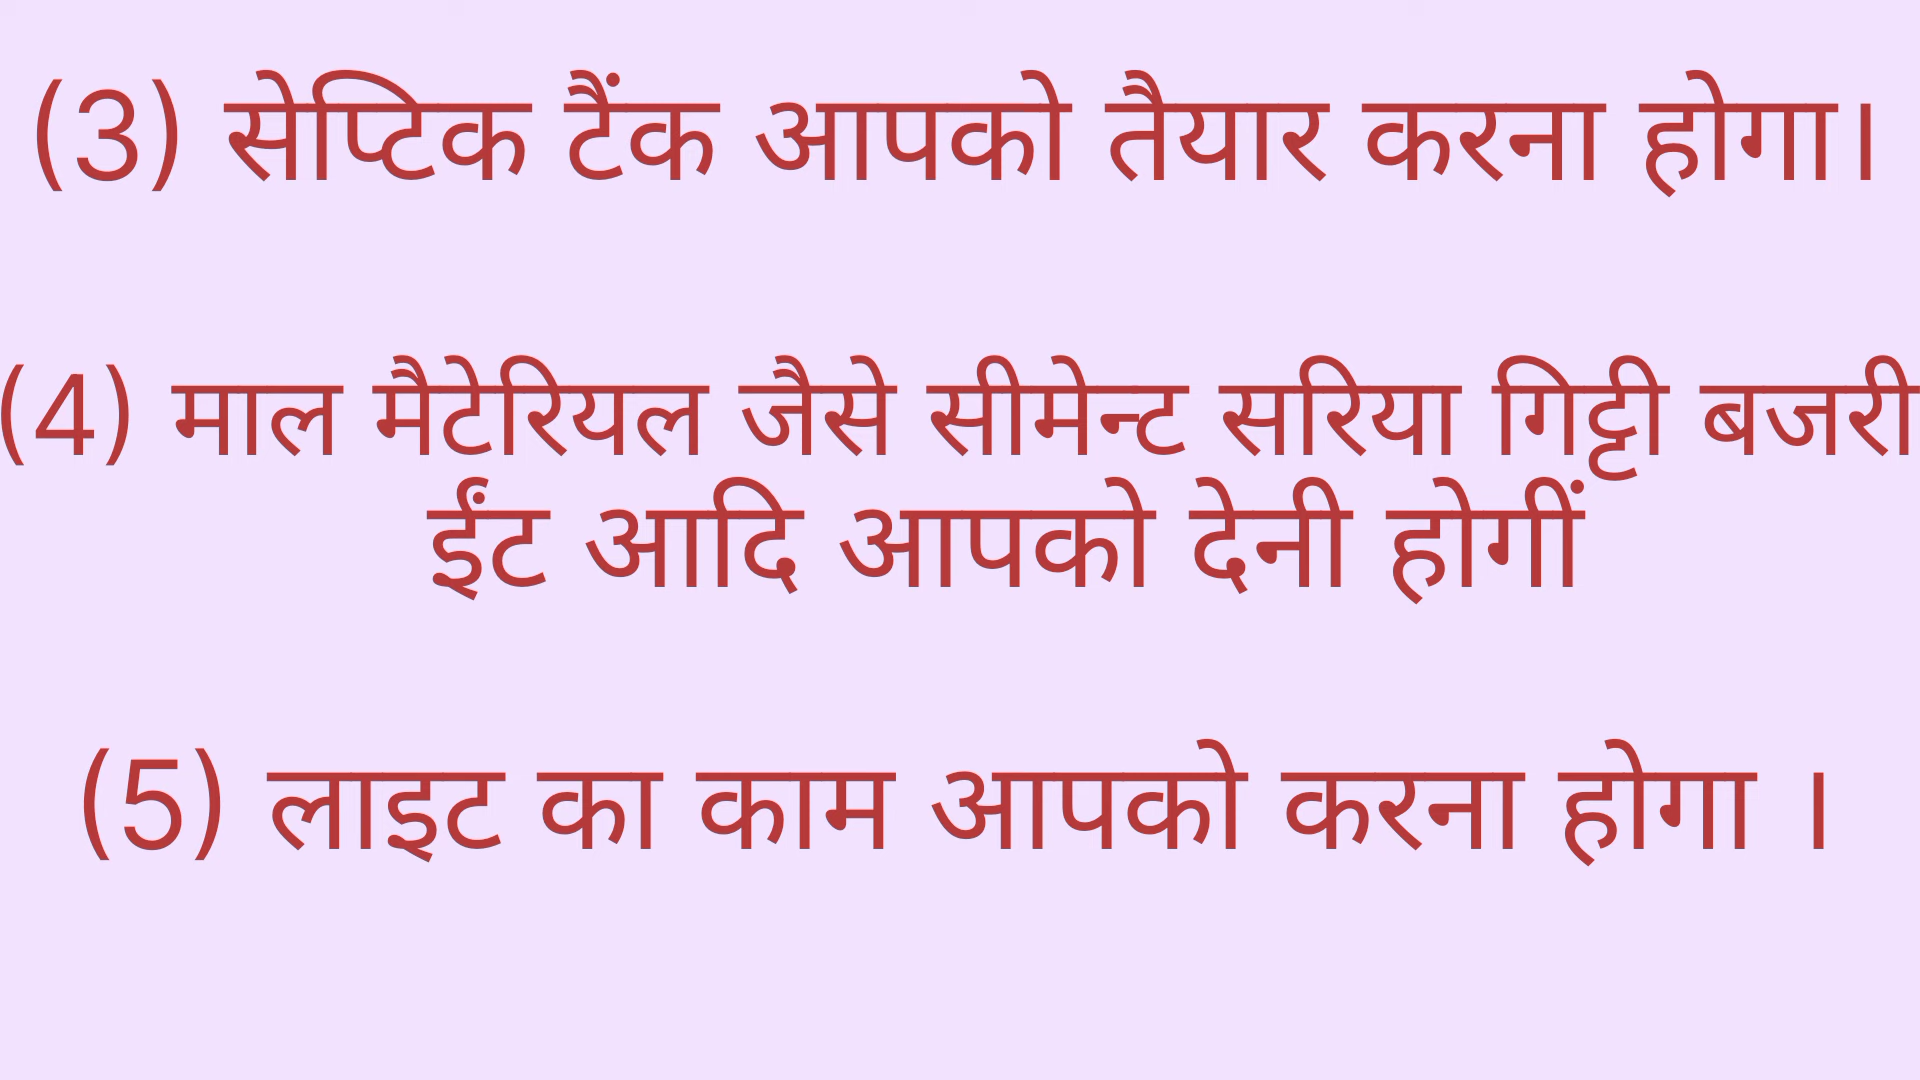 (3) सेप्टिक टैंक आपको तैयार करना होगा।
(4) माल मैटेरियल जैसे सीमेन्ट सरिया गिट्टी बजरी
ईंट आदि आपको देनी होगीं
(5) लाइट का काम आपको करना होगा ।